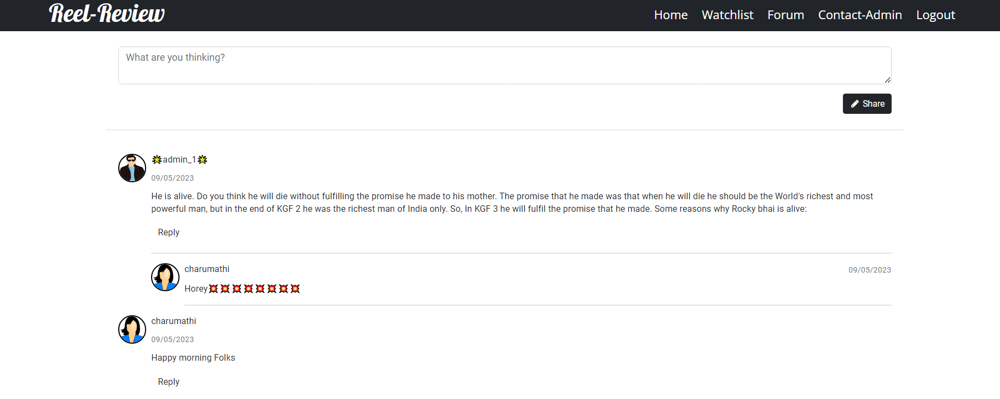 Reel-Review Home Watchlist Forum Contact-Admin Logout
What are you thinking?
Share
🌟admin_1🌟
09/05/2023
He is alive. Do you think he will die without fulfilling the promise he made to his mother. The promise that he made was that when he will die he should be the World's richest and most
powerful man, but in the end of KGF 2 he was the richest man of India only. So, In KGF 3 he will fulfil the promise that he made. Some reasons why Rocky bhai is alive:
Reply
charumathi 09/05/2023
Horey💥💥💥💥💥💥💥💥
charumathi
09/05/2023
Happy morning Folks
Reply